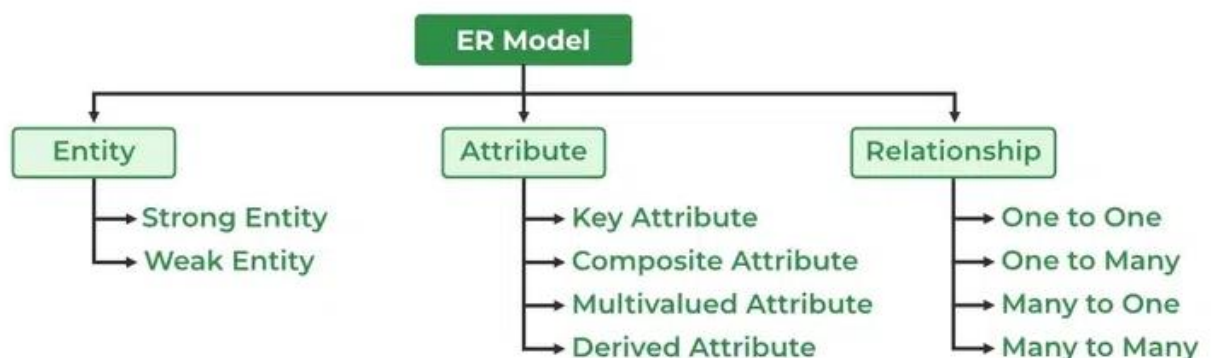 ER Model
Entity
Strong Entity
Weak Entity
Attribute
Key Attribute
Composite Attribute
Multivalued Attribute
Derived Attribute
Relationship
One to One
One to Many
Many to One
Many to Many